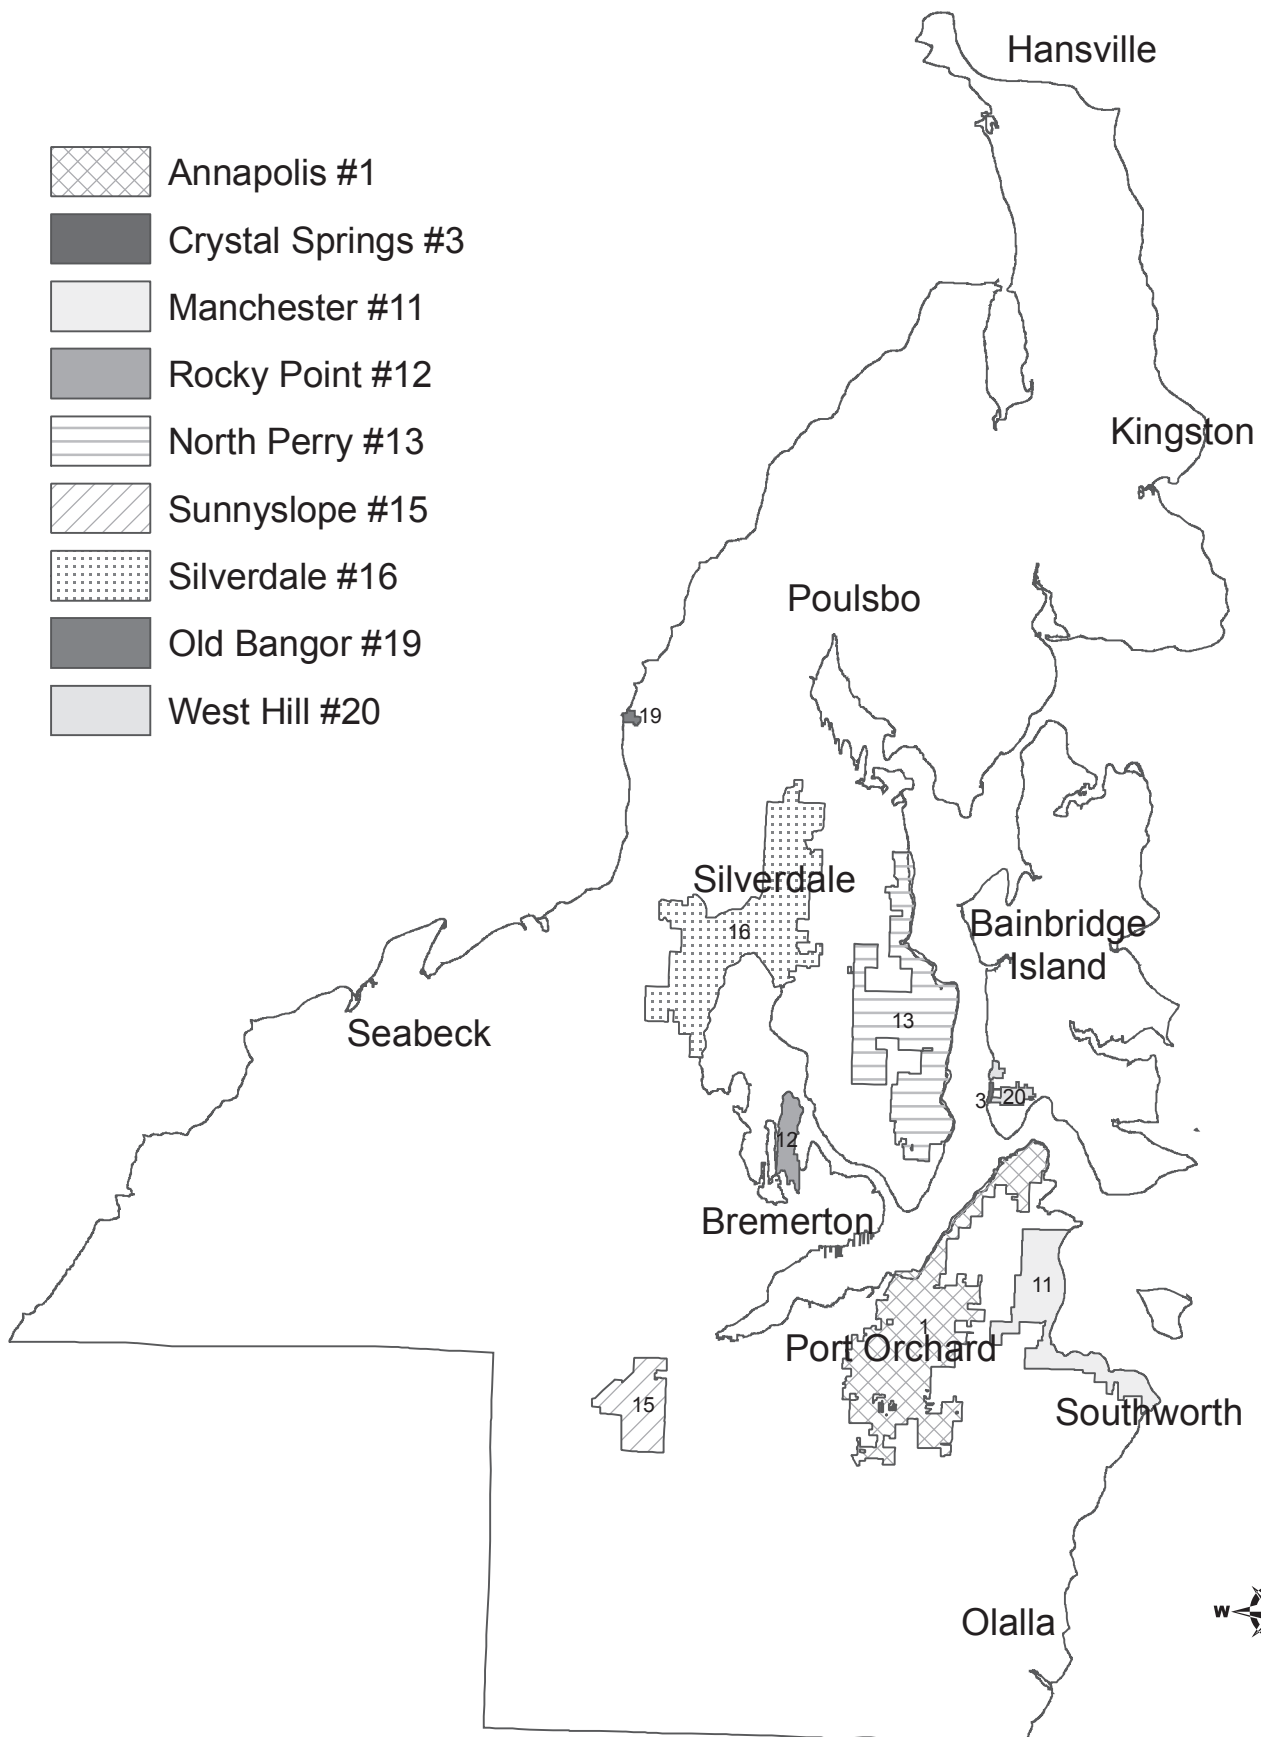 Hansville
Annapolis #1
Crystal Springs #3
Manchester #11
Rocky Point #12
North Perry #13
Sunnyslope #15
Silverdale #16
Old Bangor #19
West Hill #20
Kingston
Poulsbo
19
Silverdale
16
Bainbridge
Island
13
Seabeck
3
20
12
Bremerton
11
1
Port Orchard
15
Southworth
Olalla
W